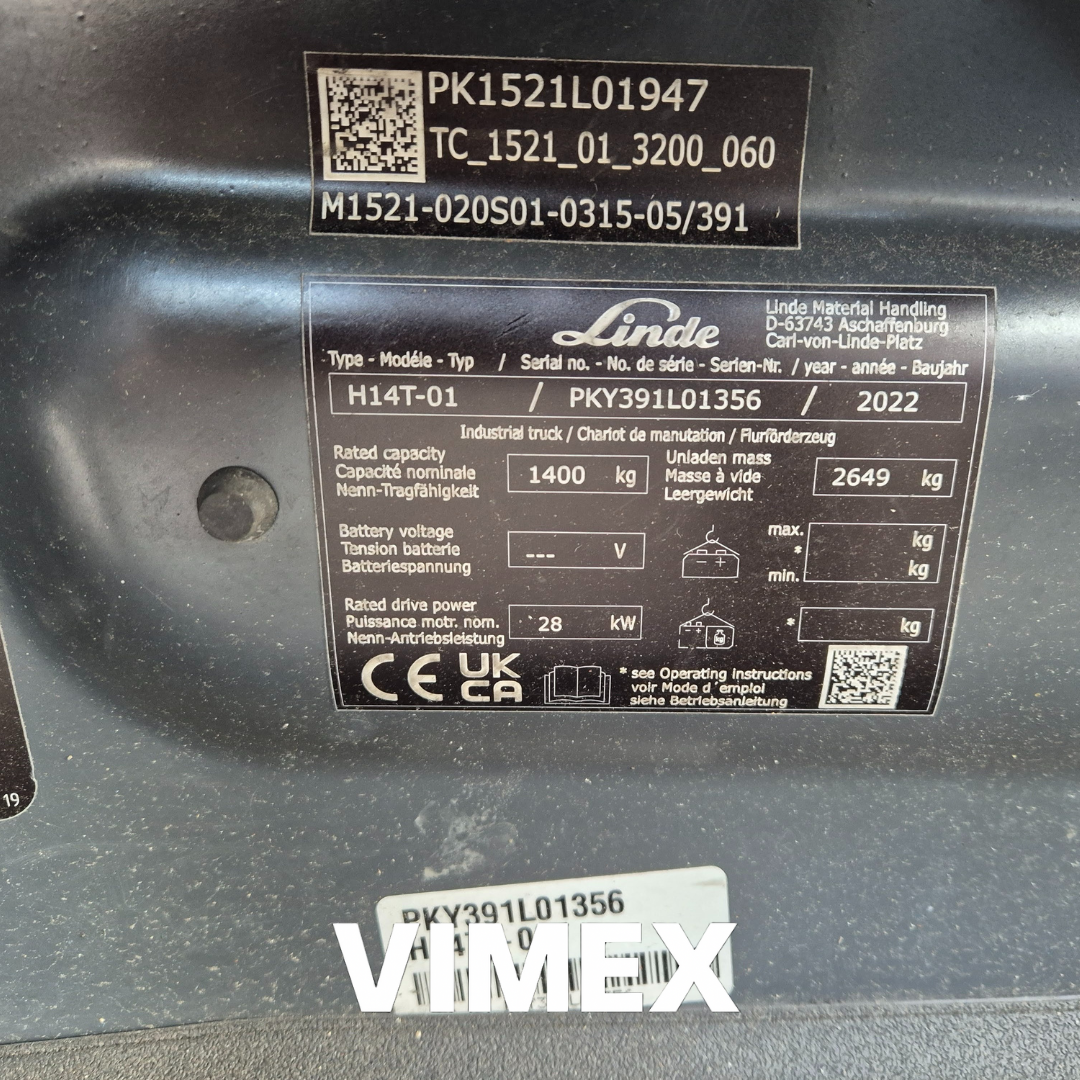 PK1521L01947
TC_1521_01_3200_060
M1521-020S01-0315-05/391
Linde
Linde Material Handling
D-63743 Aschaffenburg
Carl-von-Linde-Platz
Type - Modéle - Typ / Serial no. - No. de série - Serien-Nr. / year - année - Baujahr
H14T-01 / PKY391L01356 / 2022
Industrial truck / Chariot de manutation / Flurförderzeug
Rated capacity
Capacité nominale
Nenn-Tragfähigkeit
1400 kg
Unladen mass
Masse à vide
Leergewicht
2649 kg
Battery voltage
Tension batterie
Batteriespannung
--- V
max. kg
*
min. kg
Rated drive power
Puissance motr. nom.
Nenn-Antriebsleistung
28 kW
kg
* kg
CE UK
CA
* see Operating instructions
voir Mode d'emploi
siehe Betriebsanleitung
19
PKY391L01356
VIMEX